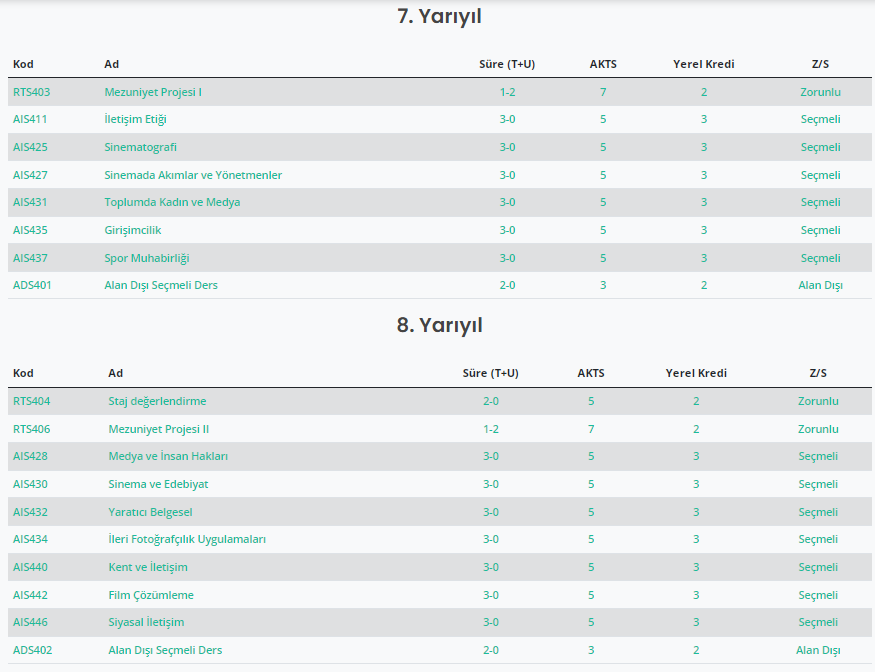 7. Yarıyıl
Kod Ad Süre (T+U) AKTS Yerel Kredi Z/S
RTS403 Mezuniyet Projesi I 1-2 7 2 Zorunlu
AIS411 İletişim Etiği 3-0 5 3 Seçmeli
AIS425 Sinematografi 3-0 5 3 Seçmeli
AIS427 Sinemada Akımlar ve Yönetmenler 3-0 5 3 Seçmeli
AIS431 Toplumda Kadın ve Medya 3-0 5 3 Seçmeli
AIS435 Girişimcilik 3-0 5 3 Seçmeli
AIS437 Spor Muhabirliği 3-0 5 3 Seçmeli
ADS401 Alan Dışı Seçmeli Ders 2-0 3 2 Alan Dışı
8. Yarıyıl
Kod Ad Süre (T+U) AKTS Yerel Kredi Z/S
RTS404 Staj değerlendirme 2-0 5 2 Zorunlu
RTS406 Mezuniyet Projesi II 1-2 7 2 Zorunlu
AIS428 Medya ve İnsan Hakları 3-0 5 3 Seçmeli
AIS430 Sinema ve Edebiyat 3-0 5 3 Seçmeli
AIS432 Yaratıcı Belgesel 3-0 5 3 Seçmeli
AIS434 İleri Fotoğrafçılık Uygulamaları 3-0 5 3 Seçmeli
AIS440 Kent ve İletişim 3-0 5 3 Seçmeli
AIS442 Film Çözümleme 3-0 5 3 Seçmeli
AIS446 Siyasal İletişim 3-0 5 3 Seçmeli
ADS402 Alan Dışı Seçmeli Ders 2-0 3 2 Alan Dışı